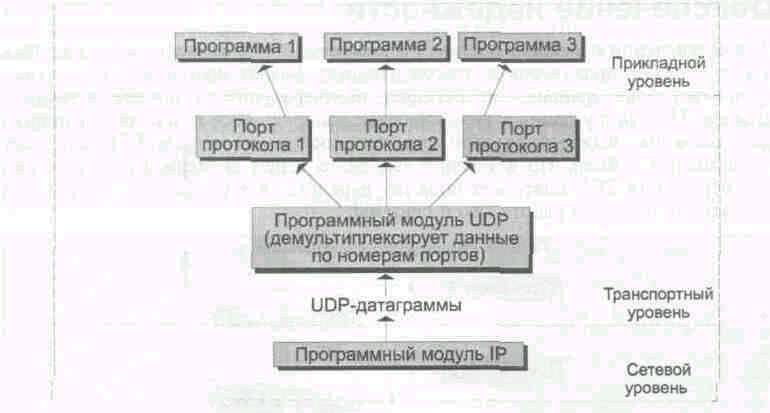 Программа 1
Программа 2
Программа 3
Прикладной
уровень
Порт
протокола 1
Порт
протокола 2
Порт
протокола 3
Программный модуль UDP
(демультиплексирует данные
по номерам портов)
UDP-датаграммы
Транспортный
уровень
Программный модуль IP
Сетевой
уровень